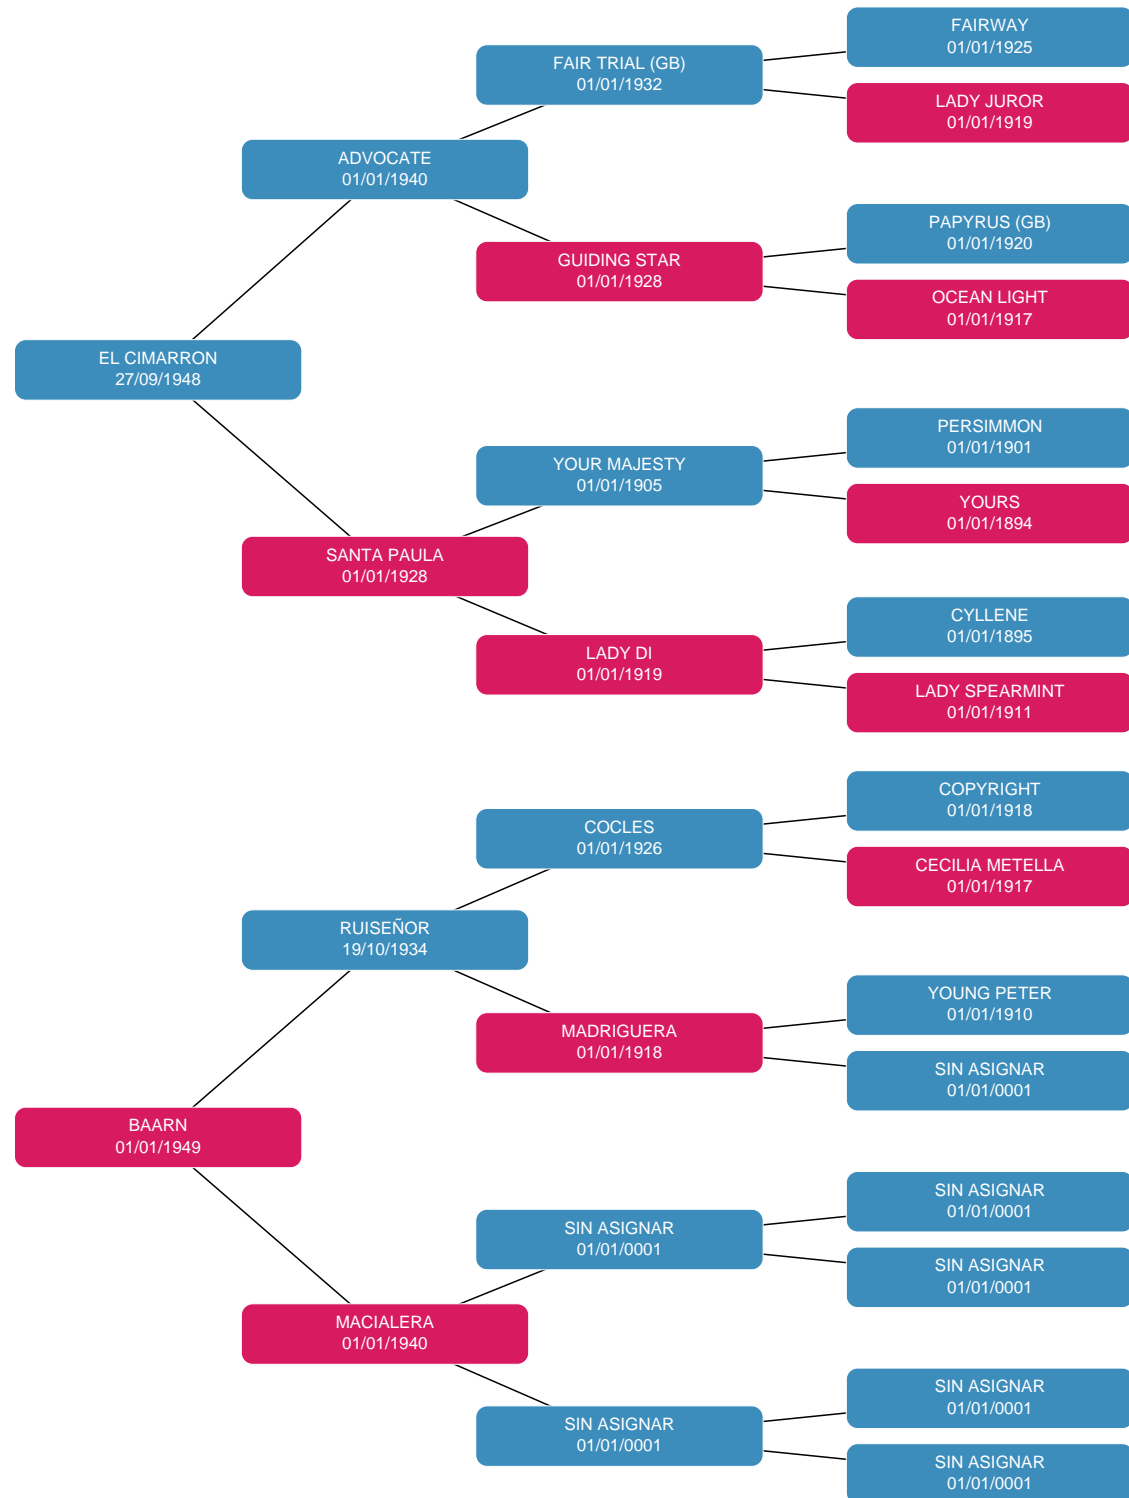 FAIRWAY
01/01/1925
FAIR TRIAL (GB)
01/01/1932
LADY JUROR
01/01/1919
ADVOCATE
01/01/1940
PAPYRUS (GB)
01/01/1920
GUIDING STAR
01/01/1928
OCEAN LIGHT
01/01/1917
EL CIMARRON
27/09/1948
PERSIMMON
01/01/1901
YOUR MAJESTY
01/01/1905
YOURS
01/01/1894
SANTA PAULA
01/01/1928
CYLLENE
01/01/1895
LADY DI
01/01/1919
LADY SPEARMINT
01/01/1911
COPYRIGHT
01/01/1918
COCLES
01/01/1926
CECILIA METELLA
01/01/1917
RUISEÑOR
19/10/1934
YOUNG PETER
01/01/1910
MADRIGUERA
01/01/1918
SIN ASIGNAR
01/01/0001
BAARN
01/01/1949
SIN ASIGNAR
01/01/0001
SIN ASIGNAR
01/01/0001
SIN ASIGNAR
01/01/0001
MACIALERA
01/01/1940
SIN ASIGNAR
01/01/0001
SIN ASIGNAR
01/01/0001
SIN ASIGNAR
01/01/0001